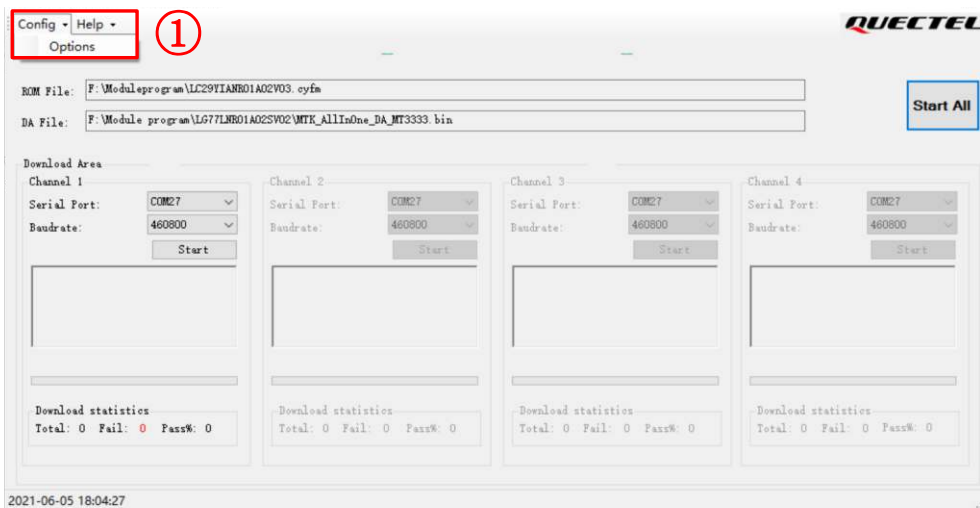 Config Help
①
QUECTEL
Options
ROM File: F:\Moduleprogram\LC29YIANR01A02V03.cyfm
Start All
DA File: F:\Module program\LG77LNR01A02SV02\MTK_AllInOne_DA_MT3333.bin
Download Area
Channel 1 Channel 2 Channel 3 Channel 4
Serial Port: COM27 Serial Port: COM27 Serial Port: COM27 Serial Port: COM27
Baudrate: 460800 Baudrate: 460800 Baudrate: 460800 Baudrate: 460800
Start Start Start Start
Download statistics Download statistics Download statistics Download statistics
Total: 0 Fail: 0 Pass%: 0 Total: 0 Fail: 0 Pass%: 0 Total: 0 Fail: 0 Pass%: 0 Total: 0 Fail: 0 Pass%: 0
2021-06-05 18:04:27